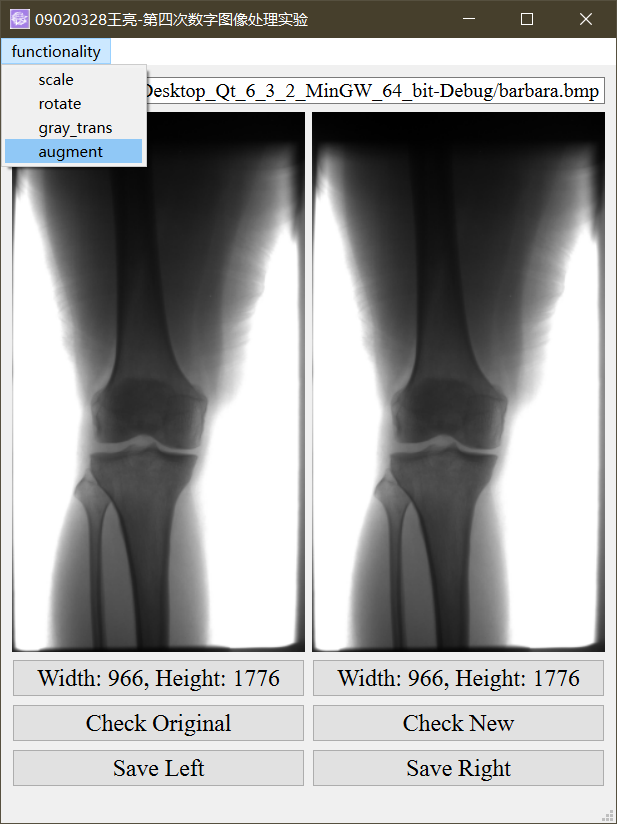 09020328王亮-第四次数字图像处理实验
functionality
scale
rotate
gray_trans
augment
Desktop_Qt_6_3_2_MinGW_64_bit-Debug/barbara.bmp
Width: 966, Height: 1776
Width: 966, Height: 1776
Check Original
Check New
Save Left
Save Right